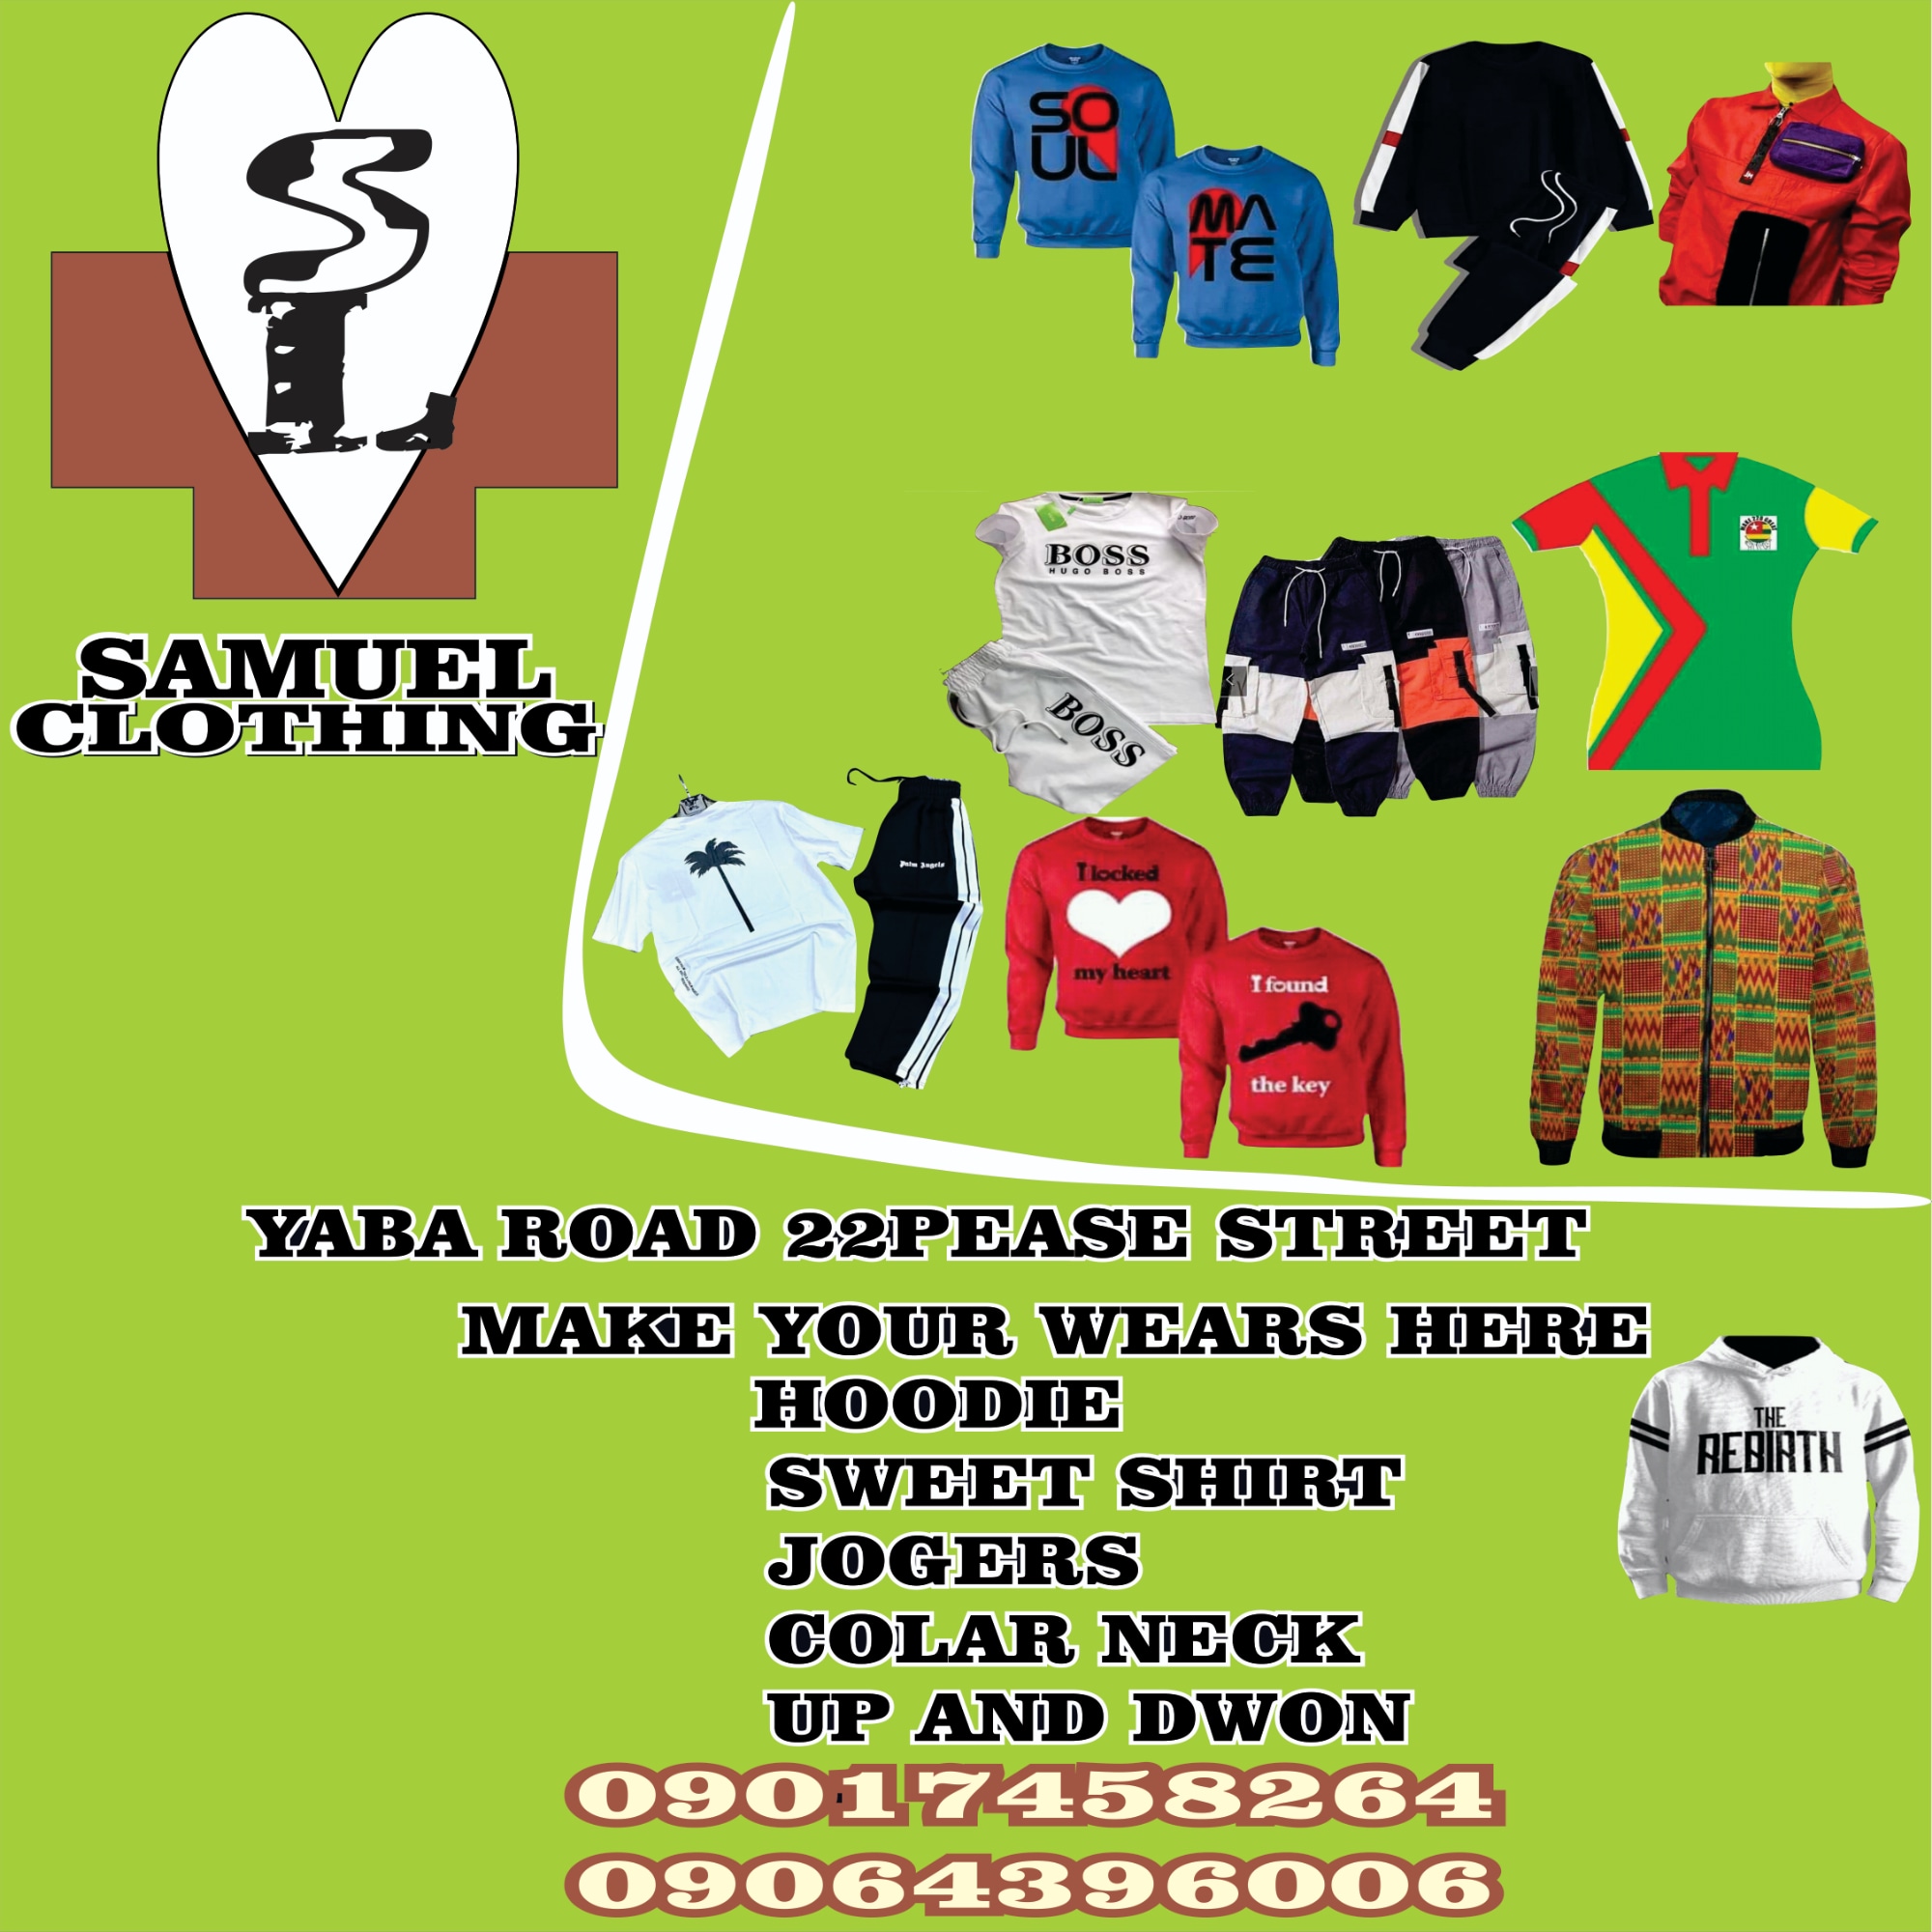 SL
SAMUEL
CLOTHING
SO
UL
MA
TE
BOSS
HUGO BOSS
BOSS
Palm Angels
I locked
my heart
I found
the key
YABA ROAD 22PEASE STREET
MAKE YOUR WEARS HERE
HOODIE
SWEET SHIRT
JOGERS
COLAR NECK
UP AND DWON
THE
REBIRTH
09017458264
09064396006